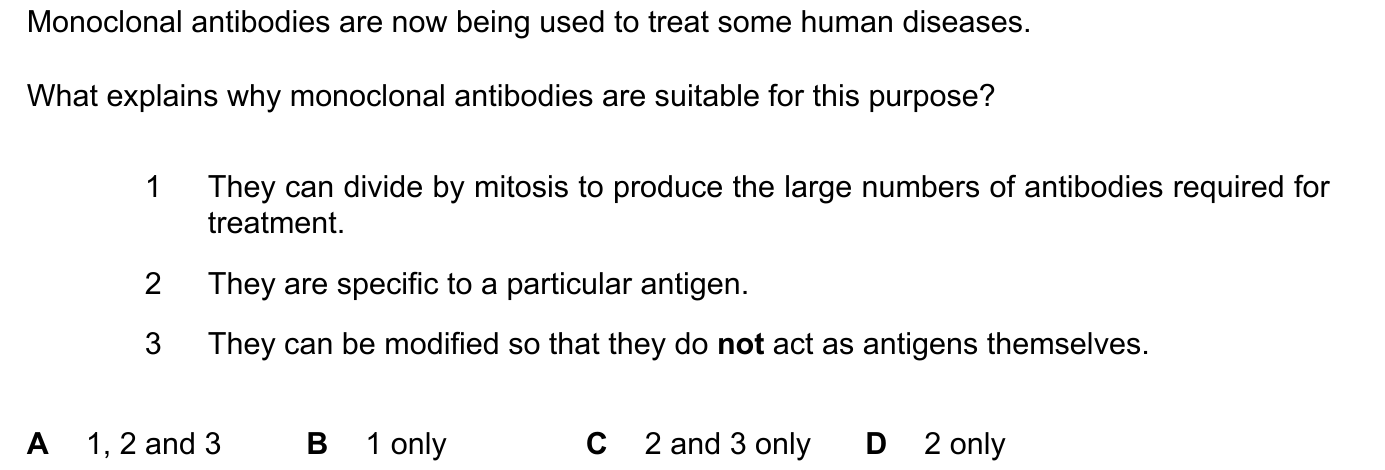 Monoclonal antibodies are now being used to treat some human diseases.
What explains why monoclonal antibodies are suitable for this purpose?
1 They can divide by mitosis to produce the large numbers of antibodies required for
treatment.
2 They are specific to a particular antigen.
3 They can be modified so that they do not act as antigens themselves.
A 1, 2 and 3 B 1 only C 2 and 3 only D 2 only